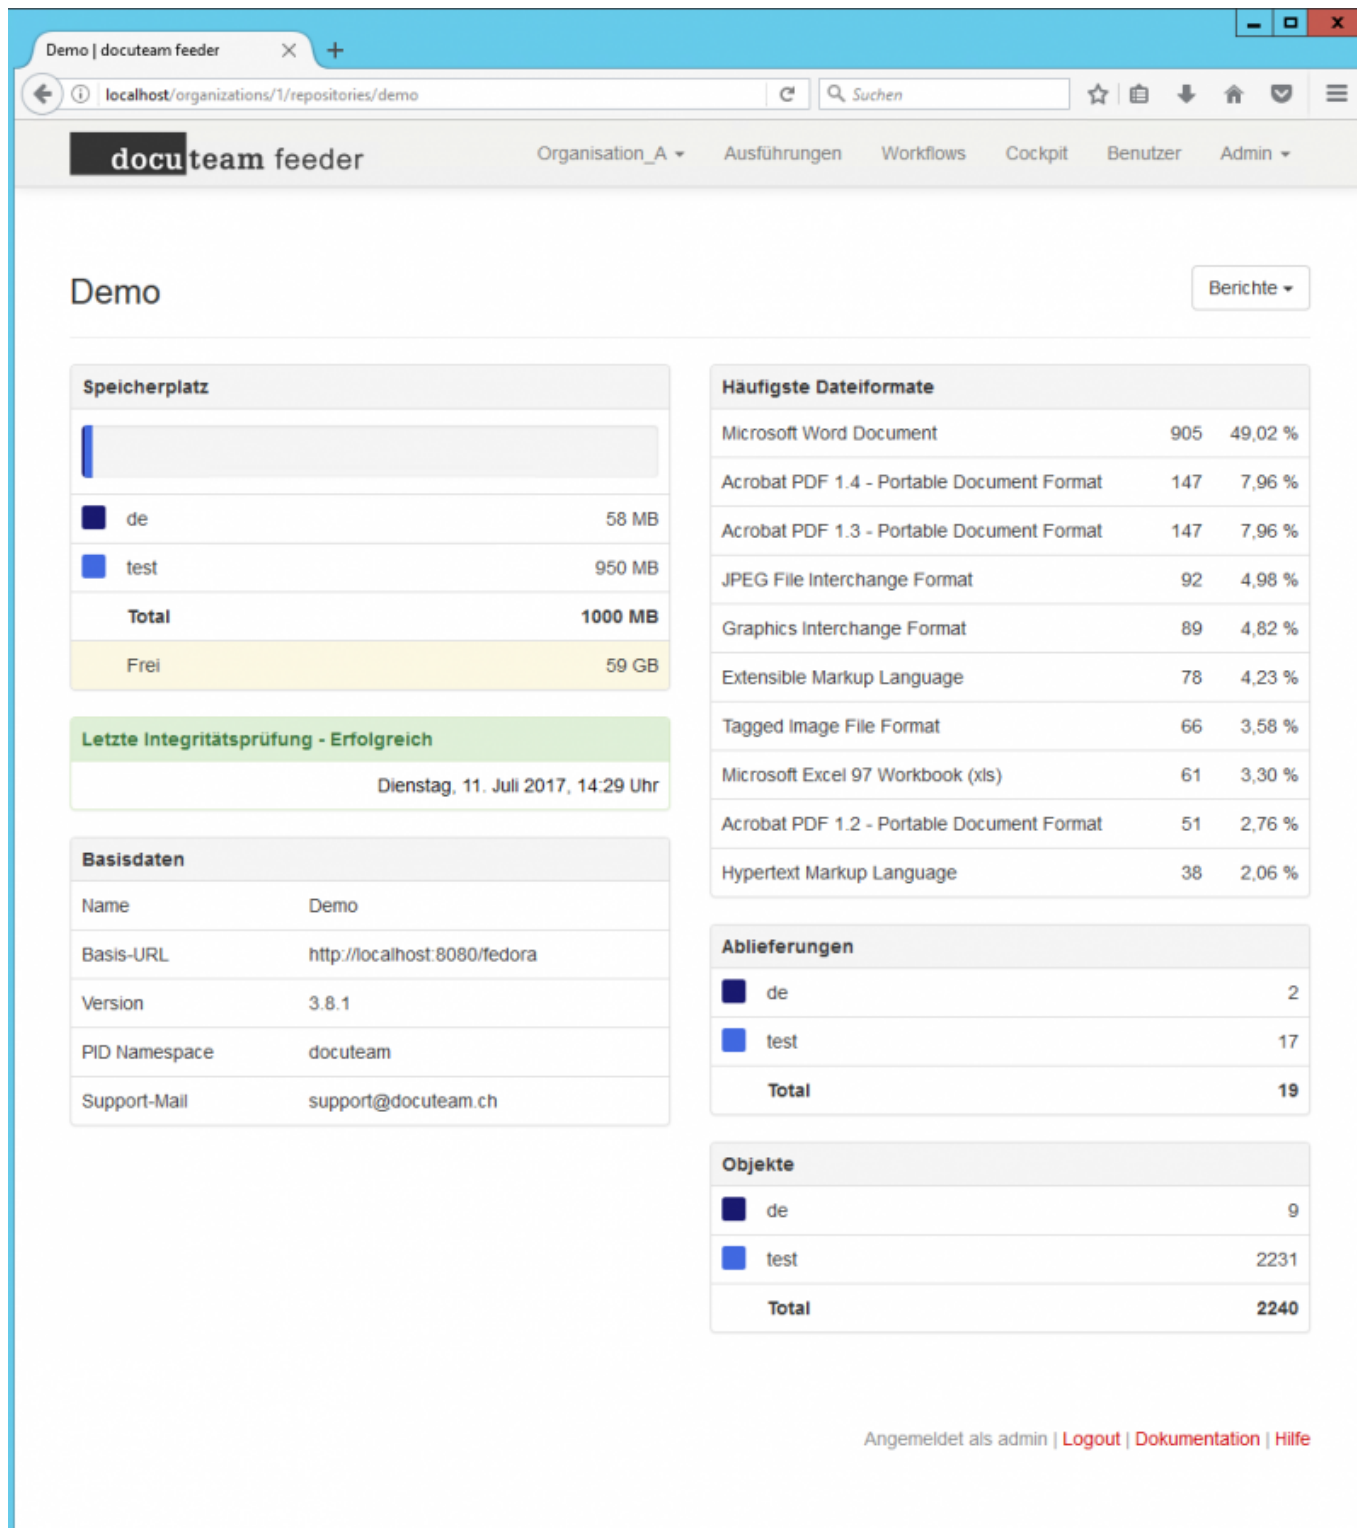 Demo | docuteam feeder
localhost/organizations/1/repositories/demo
Suchen
docuteam feeder
Organisation_A Ausführungen Workflows Cockpit Benutzer Admin
Demo
Berichte
Speicherplatz
de 58 MB
test 950 MB
Total 1000 MB
Frei 59 GB
Letzte Integritätsprüfung - Erfolgreich
Dienstag, 11. Juli 2017, 14:29 Uhr
Basisdaten
Name Demo
Basis-URL http://localhost:8080/fedora
Version 3.8.1
PID Namespace docuteam
Support-Mail support@docuteam.ch
Häufigste Dateiformate
Microsoft Word Document 905 49,02 %
Acrobat PDF 1.4 - Portable Document Format 147 7,96 %
Acrobat PDF 1.3 - Portable Document Format 147 7,96 %
JPEG File Interchange Format 92 4,98 %
Graphics Interchange Format 89 4,82 %
Extensible Markup Language 78 4,23 %
Tagged Image File Format 66 3,58 %
Microsoft Excel 97 Workbook (xls) 61 3,30 %
Acrobat PDF 1.2 - Portable Document Format 51 2,76 %
Hypertext Markup Language 38 2,06 %
Ablieferungen
de 2
test 17
Total 19
Objekte
de 9
test 2231
Total 2240
Angemeldet als admin | Logout | Dokumentation | Hilfe